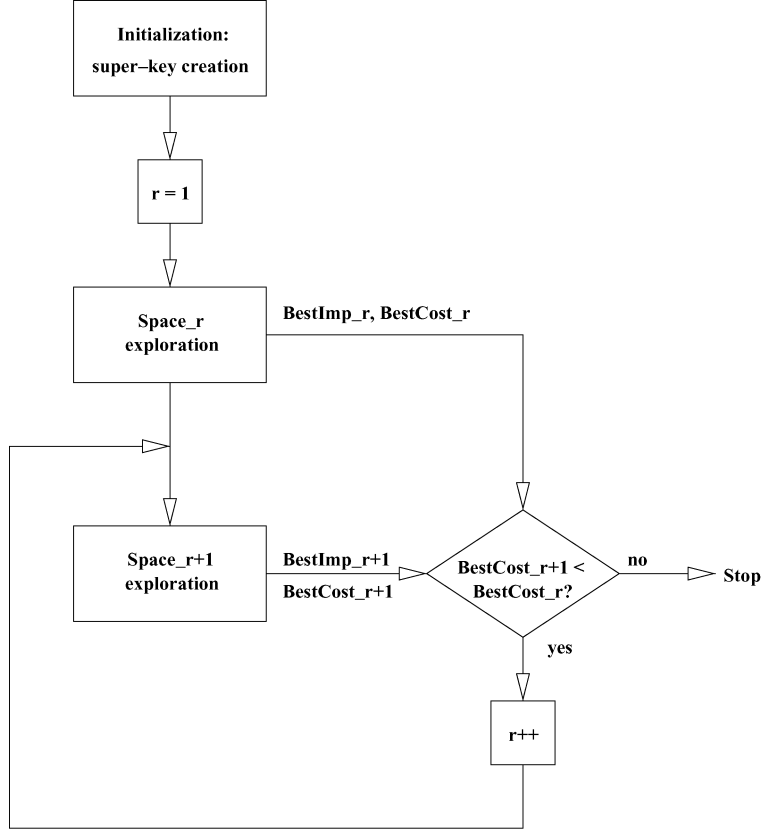 Initialization:
super–key creation
r = 1
Space_r
exploration
BestImp_r, BestCost_r
Space_r+1
exploration
BestImp_r+1
BestCost_r+1
BestCost_r+1 <
BestCost_r?
no
Stop
yes
r++